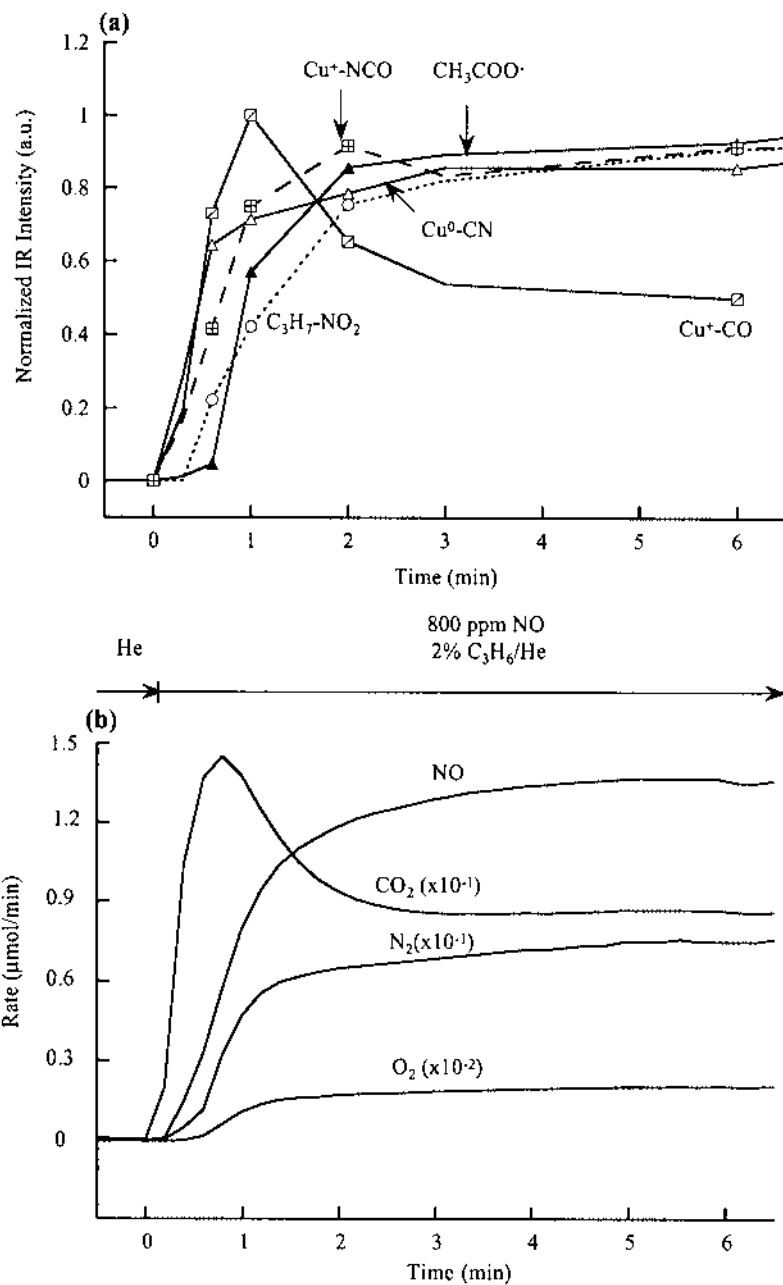 (a)
1.2
1
0.8
0.6
0.4
0.2
0
Normalized IR Intensity (a.u.)
Cu⁺-NCO
CH₃COO·
Cu⁰-CN
C₃H₇-NO₂
Cu⁺-CO
0 1 2 3 4 5 6
Time (min)
He
800 ppm NO
2% C₃H₆/He
(b)
1.5
1.2
0.9
0.6
0.3
0
Rate (μmol/min)
NO
CO₂ (x10⁻¹)
N₂(x10⁻¹)
O₂ (x10⁻²)
0 1 2 3 4 5 6
Time (min)